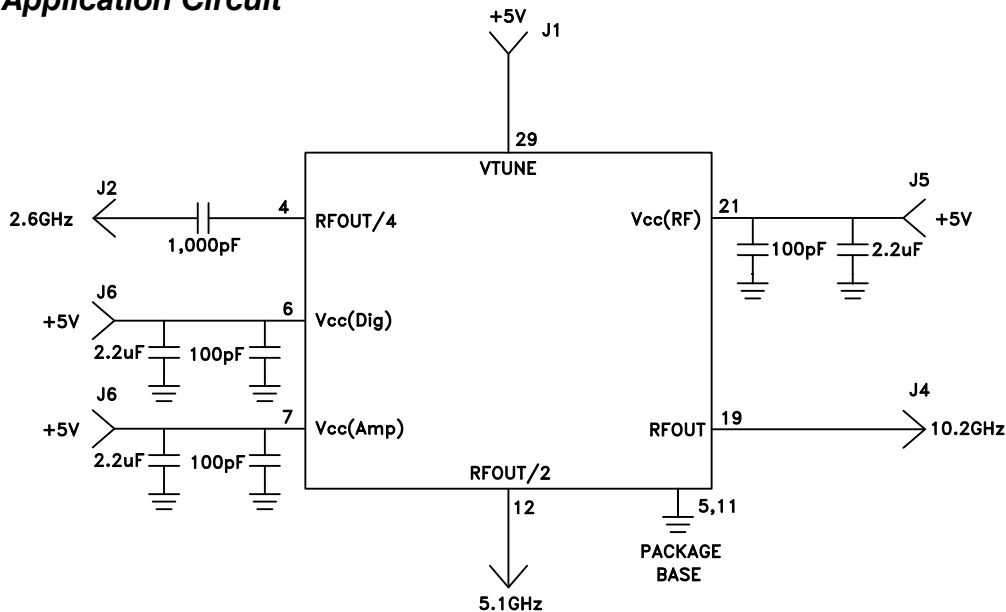 Application Circuit
+5V
J1
29
VTUNE
J2
2.6GHz
1,000pF
4
RFOUT/4
Vcc(RF)
21
J5
+5V
100pF
2.2uF
J6
+5V
6
Vcc(Dig)
2.2uF
100pF
J6
+5V
7
Vcc(Amp)
2.2uF
100pF
RFOUT
19
J4
10.2GHz
RFOUT/2
12
5.1GHz
5,11
PACKAGE
BASE